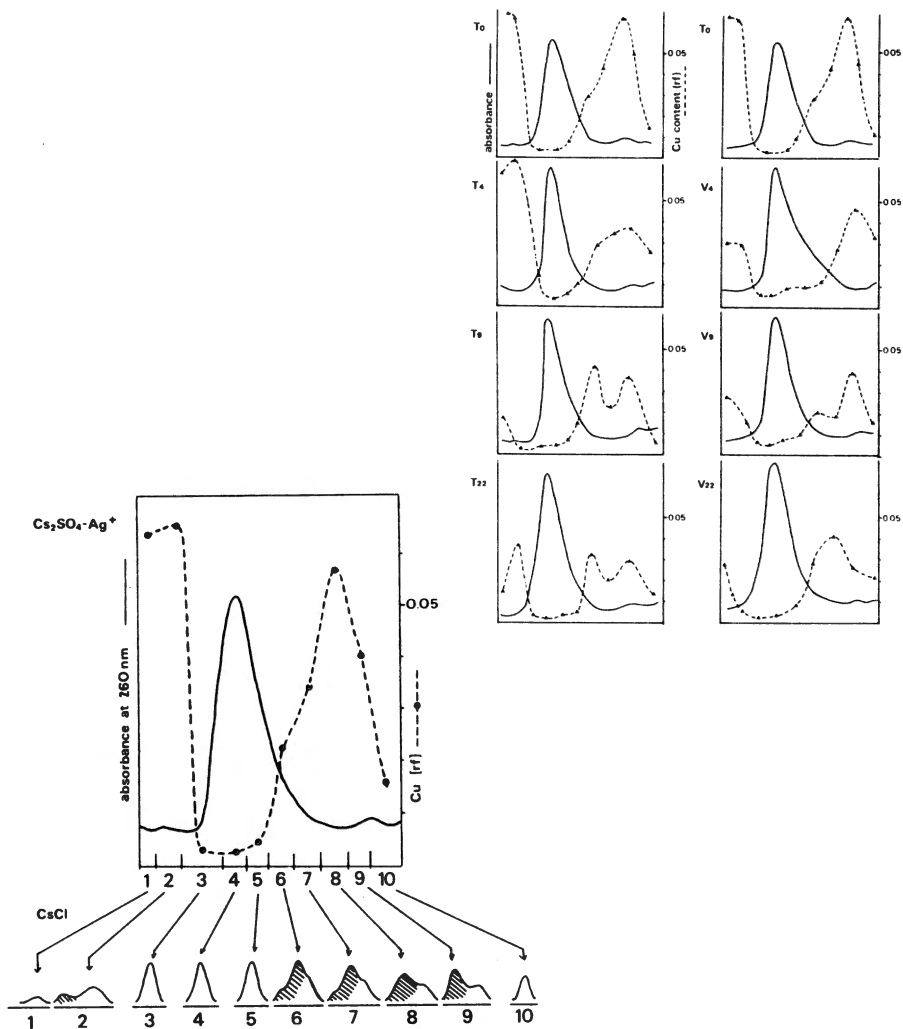 T0
absorbance
0.05
Cu content (rf)
T0
0.05
T4
0.05
V4
0.05
T9
0.05
V9
0.05
T22
0.05
V22
0.05
Cs2SO4-Ag+
absorbance at 260 nm
0.05
Cu (rf)
1 2 3 4 5 6 7 8 9 10
CsCl
1 2 3 4 5 6 7 8 9 10